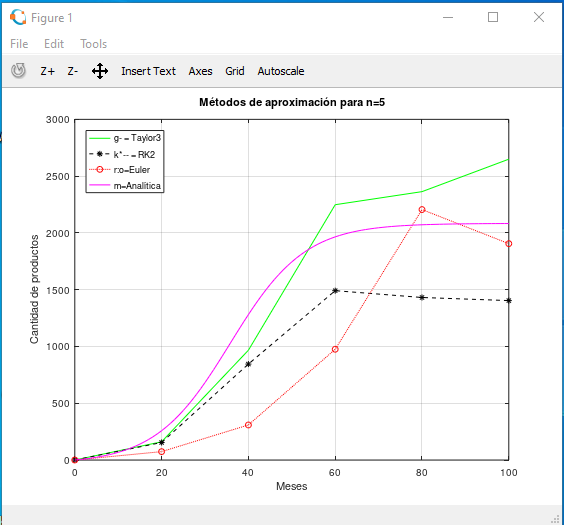 Figure 1
File Edit Tools
Z+ Z- Insert Text Axes Grid Autoscale
Métodos de aproximación para n=5
3000
2500
2000
1500
1000
500
0
g- = Taylor3
k*-- = RK2
r:o=Euler
m=Analitica
Cantidad de productos
0 20 40 60 80 100
Meses